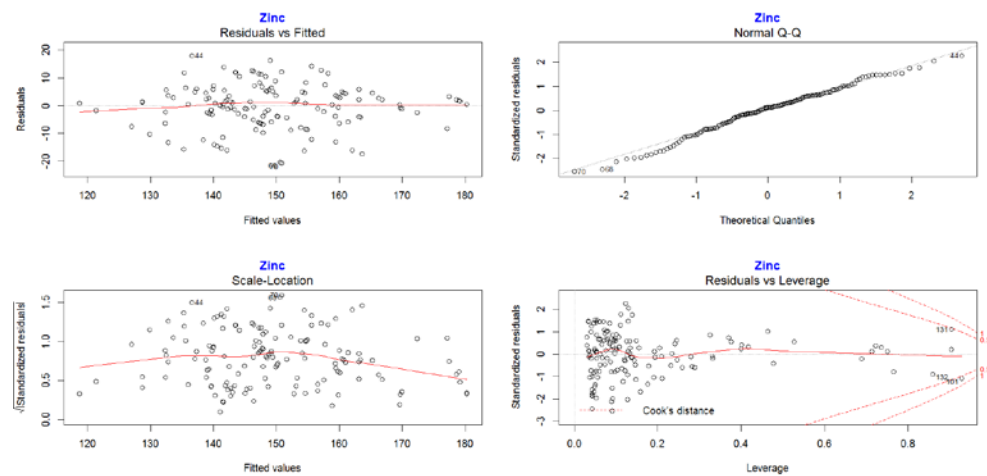 Zinc
Residuals vs Fitted
Residuals
20
10
0
-10
-20
44
120 130 140 150 160 170 180
Fitted values
Zinc
Normal Q-Q
Standardized residuals
2
1
0
-1
-2
44
68
70
-2 -1 0 1 2
Theoretical Quantiles
Zinc
Scale-Location
√|Standardized residuals|
1.5
1.0
0.5
0.0
44
120 130 140 150 160 170 180
Fitted values
Zinc
Residuals vs Leverage
Standardized residuals
2
1
0
-1
-2
-3
131
132
101
Cook's distance
0.0 0.2 0.4 0.6 0.8
Leverage